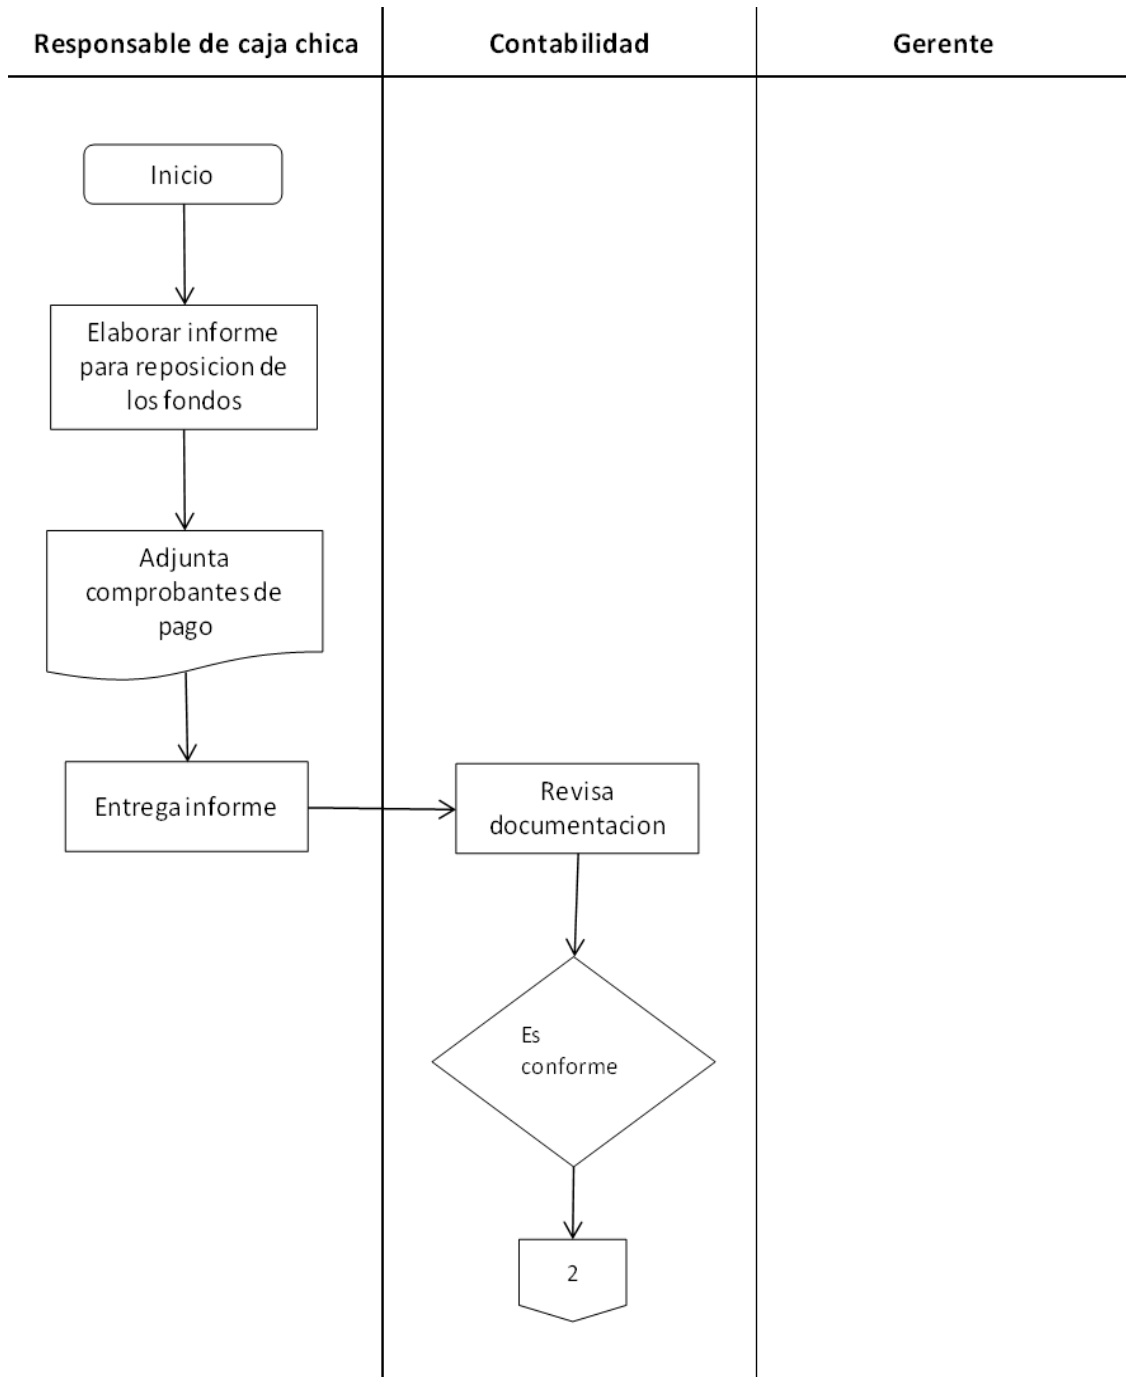 Responsable de caja chica
Contabilidad
Gerente
Inicio
Elaborar informe
para reposicion de
los fondos
Adjunta
comprobantes de
pago
Entrega informe
Revisa
documentacion
Es
conforme
2